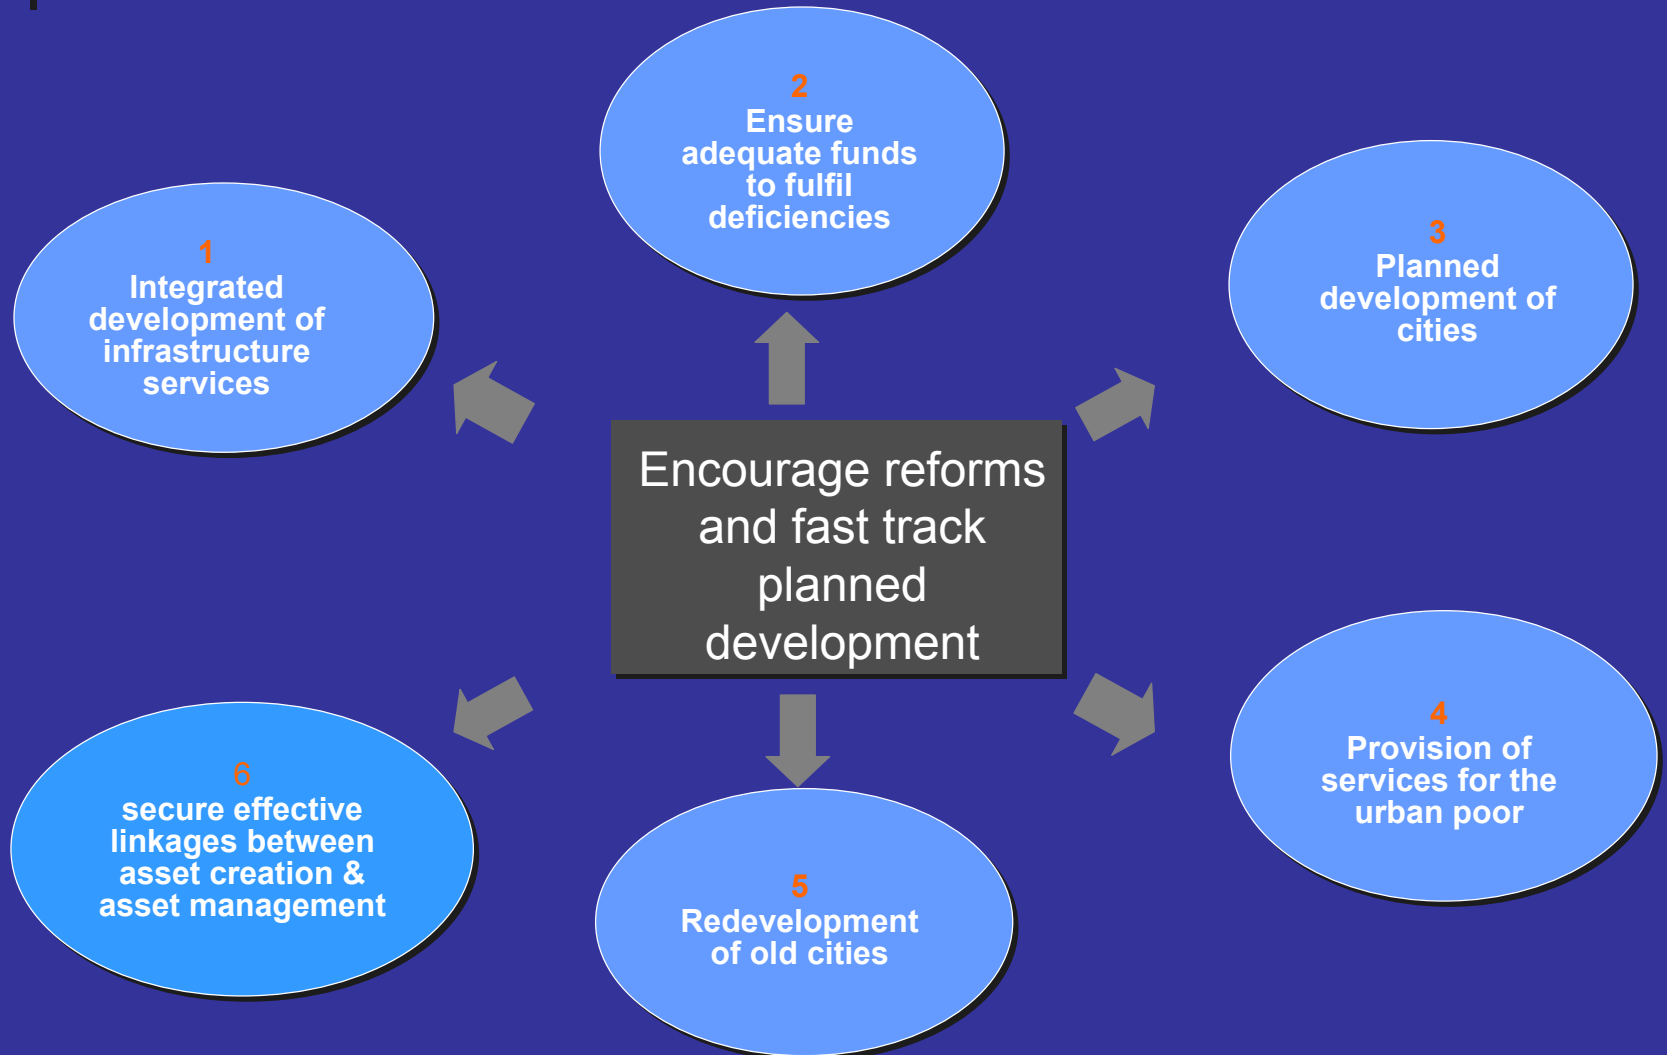 1
Integrated
development of
infrastructure
services
2
Ensure
adequate funds
to fulfil
deficiencies
3
Planned
development of
cities
Encourage reforms
and fast track
planned
development
4
Provision of
services for the
urban poor
5
Redevelopment
of old cities
6
secure effective
linkages between
asset creation &
asset management